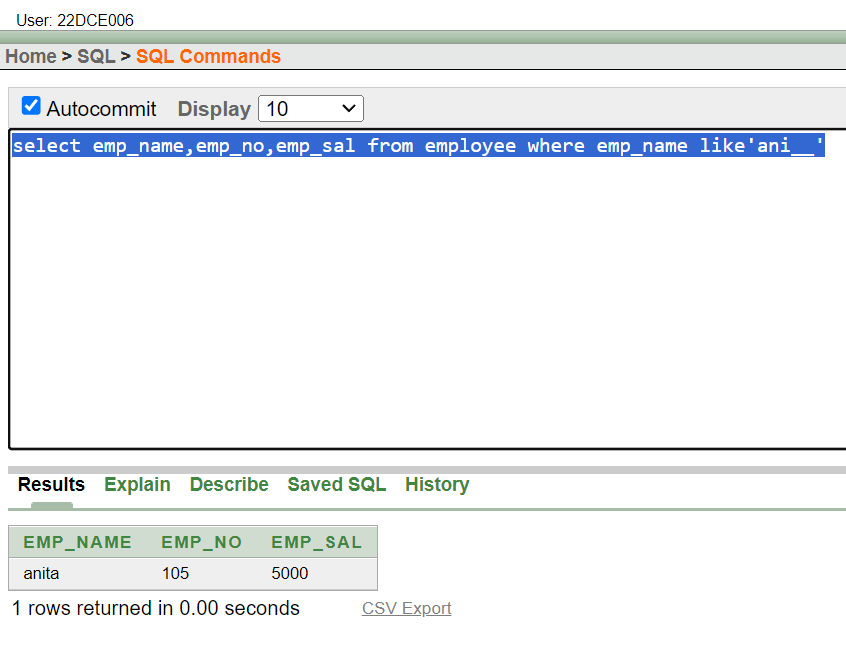 User: 22DCE006
Home > SQL > SQL Commands
Autocommit Display 10
select emp_name,emp_no,emp_sal from employee where emp_name like'ani__'
Results Explain Describe Saved SQL History
EMP_NAME EMP_NO EMP_SAL
anita 105 5000
1 rows returned in 0.00 seconds CSV Export